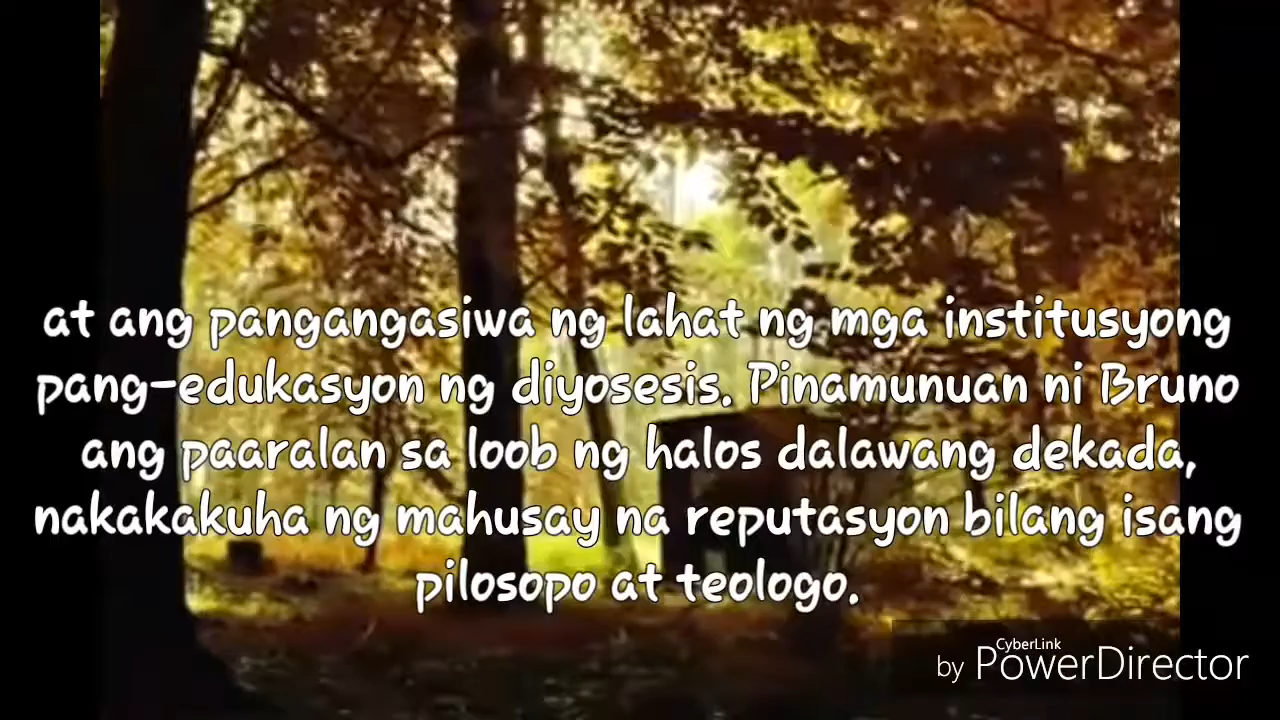 at ang pangangasiwa ng lahat ng mga institusyong
pang-edukasyon ng diyosesis. Pinamunuan ni Bruno
ang paaralan sa loob ng halos dalawang dekada,
nakakakuha ng mahusay na reputasyon bilang isang
pilosopo at teologo.
CyberLink
by PowerDirector